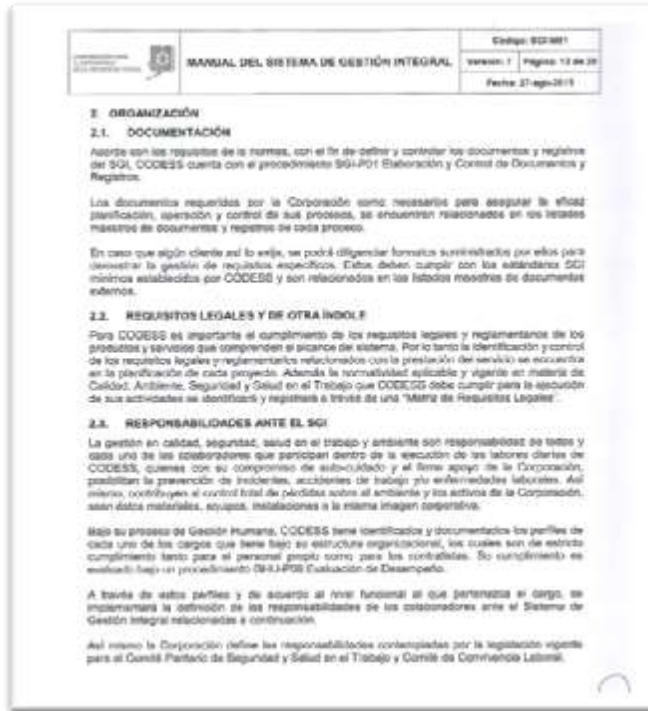 MANUAL DEL SISTEMA DE GESTIÓN INTEGRAL
Código: SGI-M01
Versión: 1 Página: 13 de
Fecha: 27-ago-2015
2. ORGANIZACIÓN
2.1. DOCUMENTACIÓN
Acorde con los requisitos de la normas, con el fin de definir y controlar los documentos y registros
del SGI, CODESS cuenta con el procedimiento SGI-P01 Elaboración y Control de Documentos y
Registros.
Los documentos requeridos por la Corporación como necesarios para asegurar la eficaz
planificación, operación y control de sus procesos, se encuentran relacionados en los listados
maestros de documentos y registros de cada proceso.
En caso que algún cliente así lo exija, se podrá diligenciar formatos suministrados por ellos para
demostrar la gestión de requisitos específicos. Estos deben cumplir con los estándares SGI
mínimos establecidos por CODESS y son relacionados en los listados maestros de documentos
externos.
2.2. REQUISITOS LEGALES Y DE OTRA ÍNDOLE
Para CODESS es importante el cumplimiento de los requisitos legales y reglamentarios de los
productos y servicios que comprenden el alcance del sistema. Por lo tanto la identificación y control
de los requisitos legales y reglamentarios relacionados con la prestación del servicio se encuentra
en la planificación de cada proyecto. Además la normatividad aplicable y vigente en materia de
Calidad, Ambiente, Seguridad y Salud en el Trabajo que CODESS debe cumplir para la ejecución
de sus actividades se identificará y registrará a través de una "Matriz de Requisitos Legales".
2.3. RESPONSABILIDADES ANTE EL SGI
La gestión en calidad, seguridad, salud en el trabajo y ambiente son responsabilidad de todos y
cada uno de los colaboradores que participan dentro de la ejecución de las labores diarias de
CODESS, quienes con su compromiso de auto-cuidado y el firme apoyo de la Corporación,
posibilitan la prevención de incidentes, accidentes de trabajo y/o enfermedades laborales. Así
mismo, contribuyen al control total de pérdidas sobre el ambiente y los activos de la Corporación,
sean éstos materiales, equipos, instalaciones o la misma imagen corporativa.
Bajo su proceso de Gestión Humana, CODESS tiene identificados y documentados los perfiles de
cada uno de los cargos que tiene bajo su estructura organizacional, los cuales son de estricto
cumplimiento tanto para el personal propio como para los contratistas. Su cumplimiento es
evaluado bajo un procedimiento Evaluación de Desempeño.
A través de estos perfiles y de acuerdo al nivel funcional al que pertenezca el cargo, se
implementará la definición de las responsabilidades de los colaboradores ante el Sistema de
Gestión Integral relacionadas a continuación.
Así mismo la Corporación define las responsabilidades contempladas por la legislación vigente
para el Comité Paritario de Seguridad y Salud en el Trabajo y Comité de Convivencia Laboral.